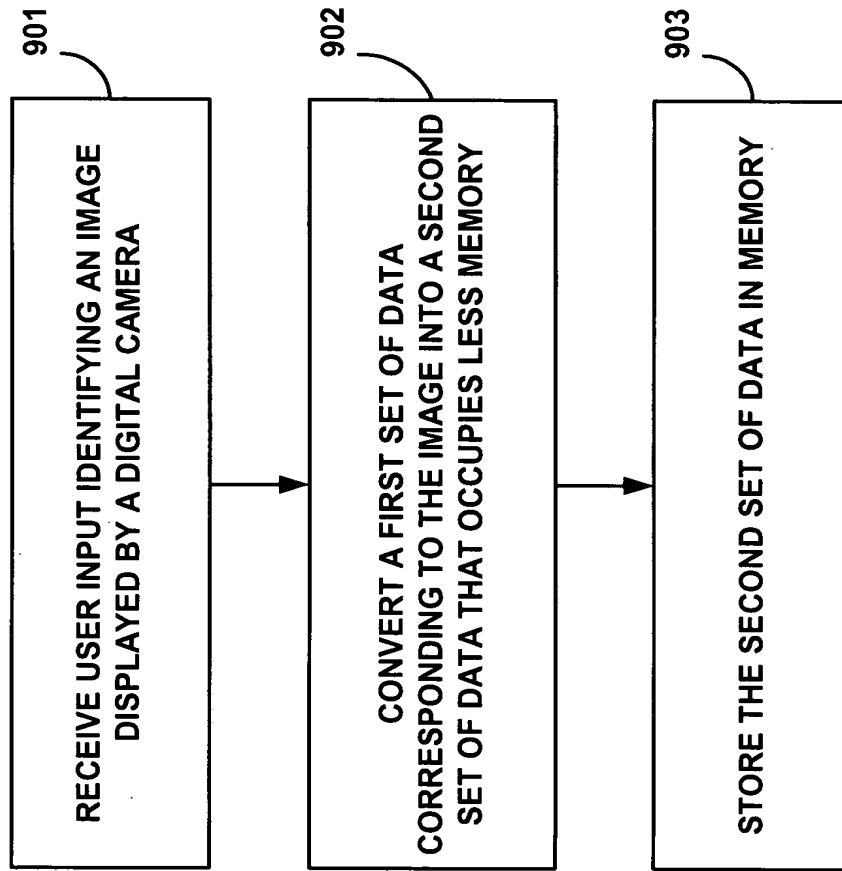 901
RECEIVE USER INPUT IDENTIFYING AN IMAGE
DISPLAYED BY A DIGITAL CAMERA
902
CONVERT A FIRST SET OF DATA
CORRESPONDING TO THE IMAGE INTO A SECOND
SET OF DATA THAT OCCUPIES LESS MEMORY
903
STORE THE SECOND SET OF DATA IN MEMORY